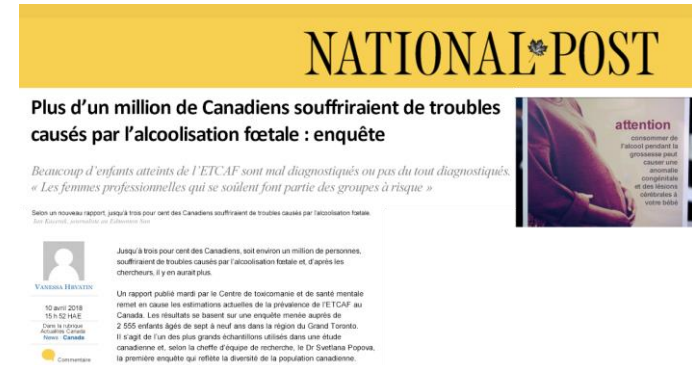 NATIONAL POST
Plus d'un million de Canadiens souffriraient de troubles
causés par l'alcoolisation fœtale : enquête
Beaucoup d'enfants atteints de l'ETCAF sont mal diagnostiqués ou pas du tout diagnostiqués.
« Les femmes professionnelles qui se soûlent font partie des groupes à risque »
attention
consommer de
l'alcool pendant la
grossesse peut
causer une
anomalie
congénitale
et des lésions
cérébrales à
votre bébé
Selon un nouveau rapport, jusqu'à trois pour cent des Canadiens souffriraient de troubles causés par l'alcoolisation fœtale.
journaliste au Edmonton Sun
VANESSA HRVATIN
10 avril 2018
15 h 52 HAE
Dans la rubrique
Actualités Canada
News Canada
Commentaire
Jusqu'à trois pour cent des Canadiens, soit environ un million de personnes,
souffriraient de troubles causés par l'alcoolisation fœtale et, d'après les
chercheurs, il y en aurait plus.
Un rapport publié mardi par le Centre de toxicomanie et de santé mentale
remet en cause les estimations actuelles de la prévalence de l'ETCAF au
Canada. Les résultats se basent sur une enquête menée auprès de
2 555 enfants âgés de sept à neuf ans dans la région du Grand Toronto.
Il s'agit de l'un des plus grands échantillons utilisés dans une étude
canadienne et, selon la cheffe d'équipe de recherche, le Dr Svetlana Popova,
la première enquête qui reflète la diversité de la population canadienne.